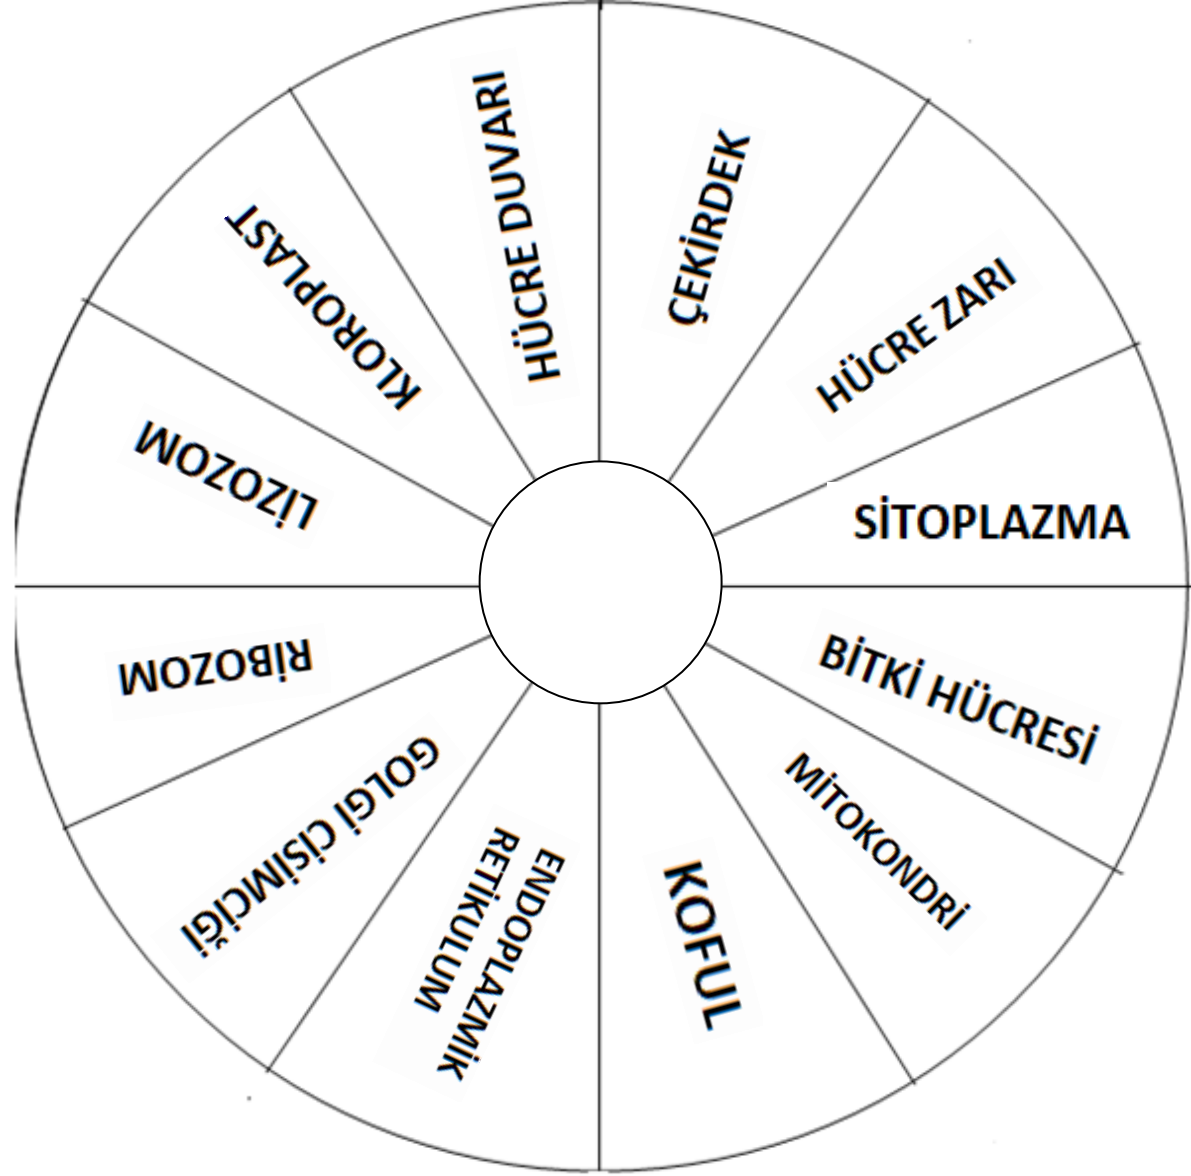 ÇEKİRDEK
HÜCRE ZARI
SİTOPLAZMA
BİTKİ HÜCRESİ
MİTOKONDRİ
KOFUL
ENDOPLAZMİK
RETİKULUM
GOLGİ CİSİMCİĞİ
RİBOZOM
LİZOZOM
KLOROPLAST
HÜCRE DUVARI